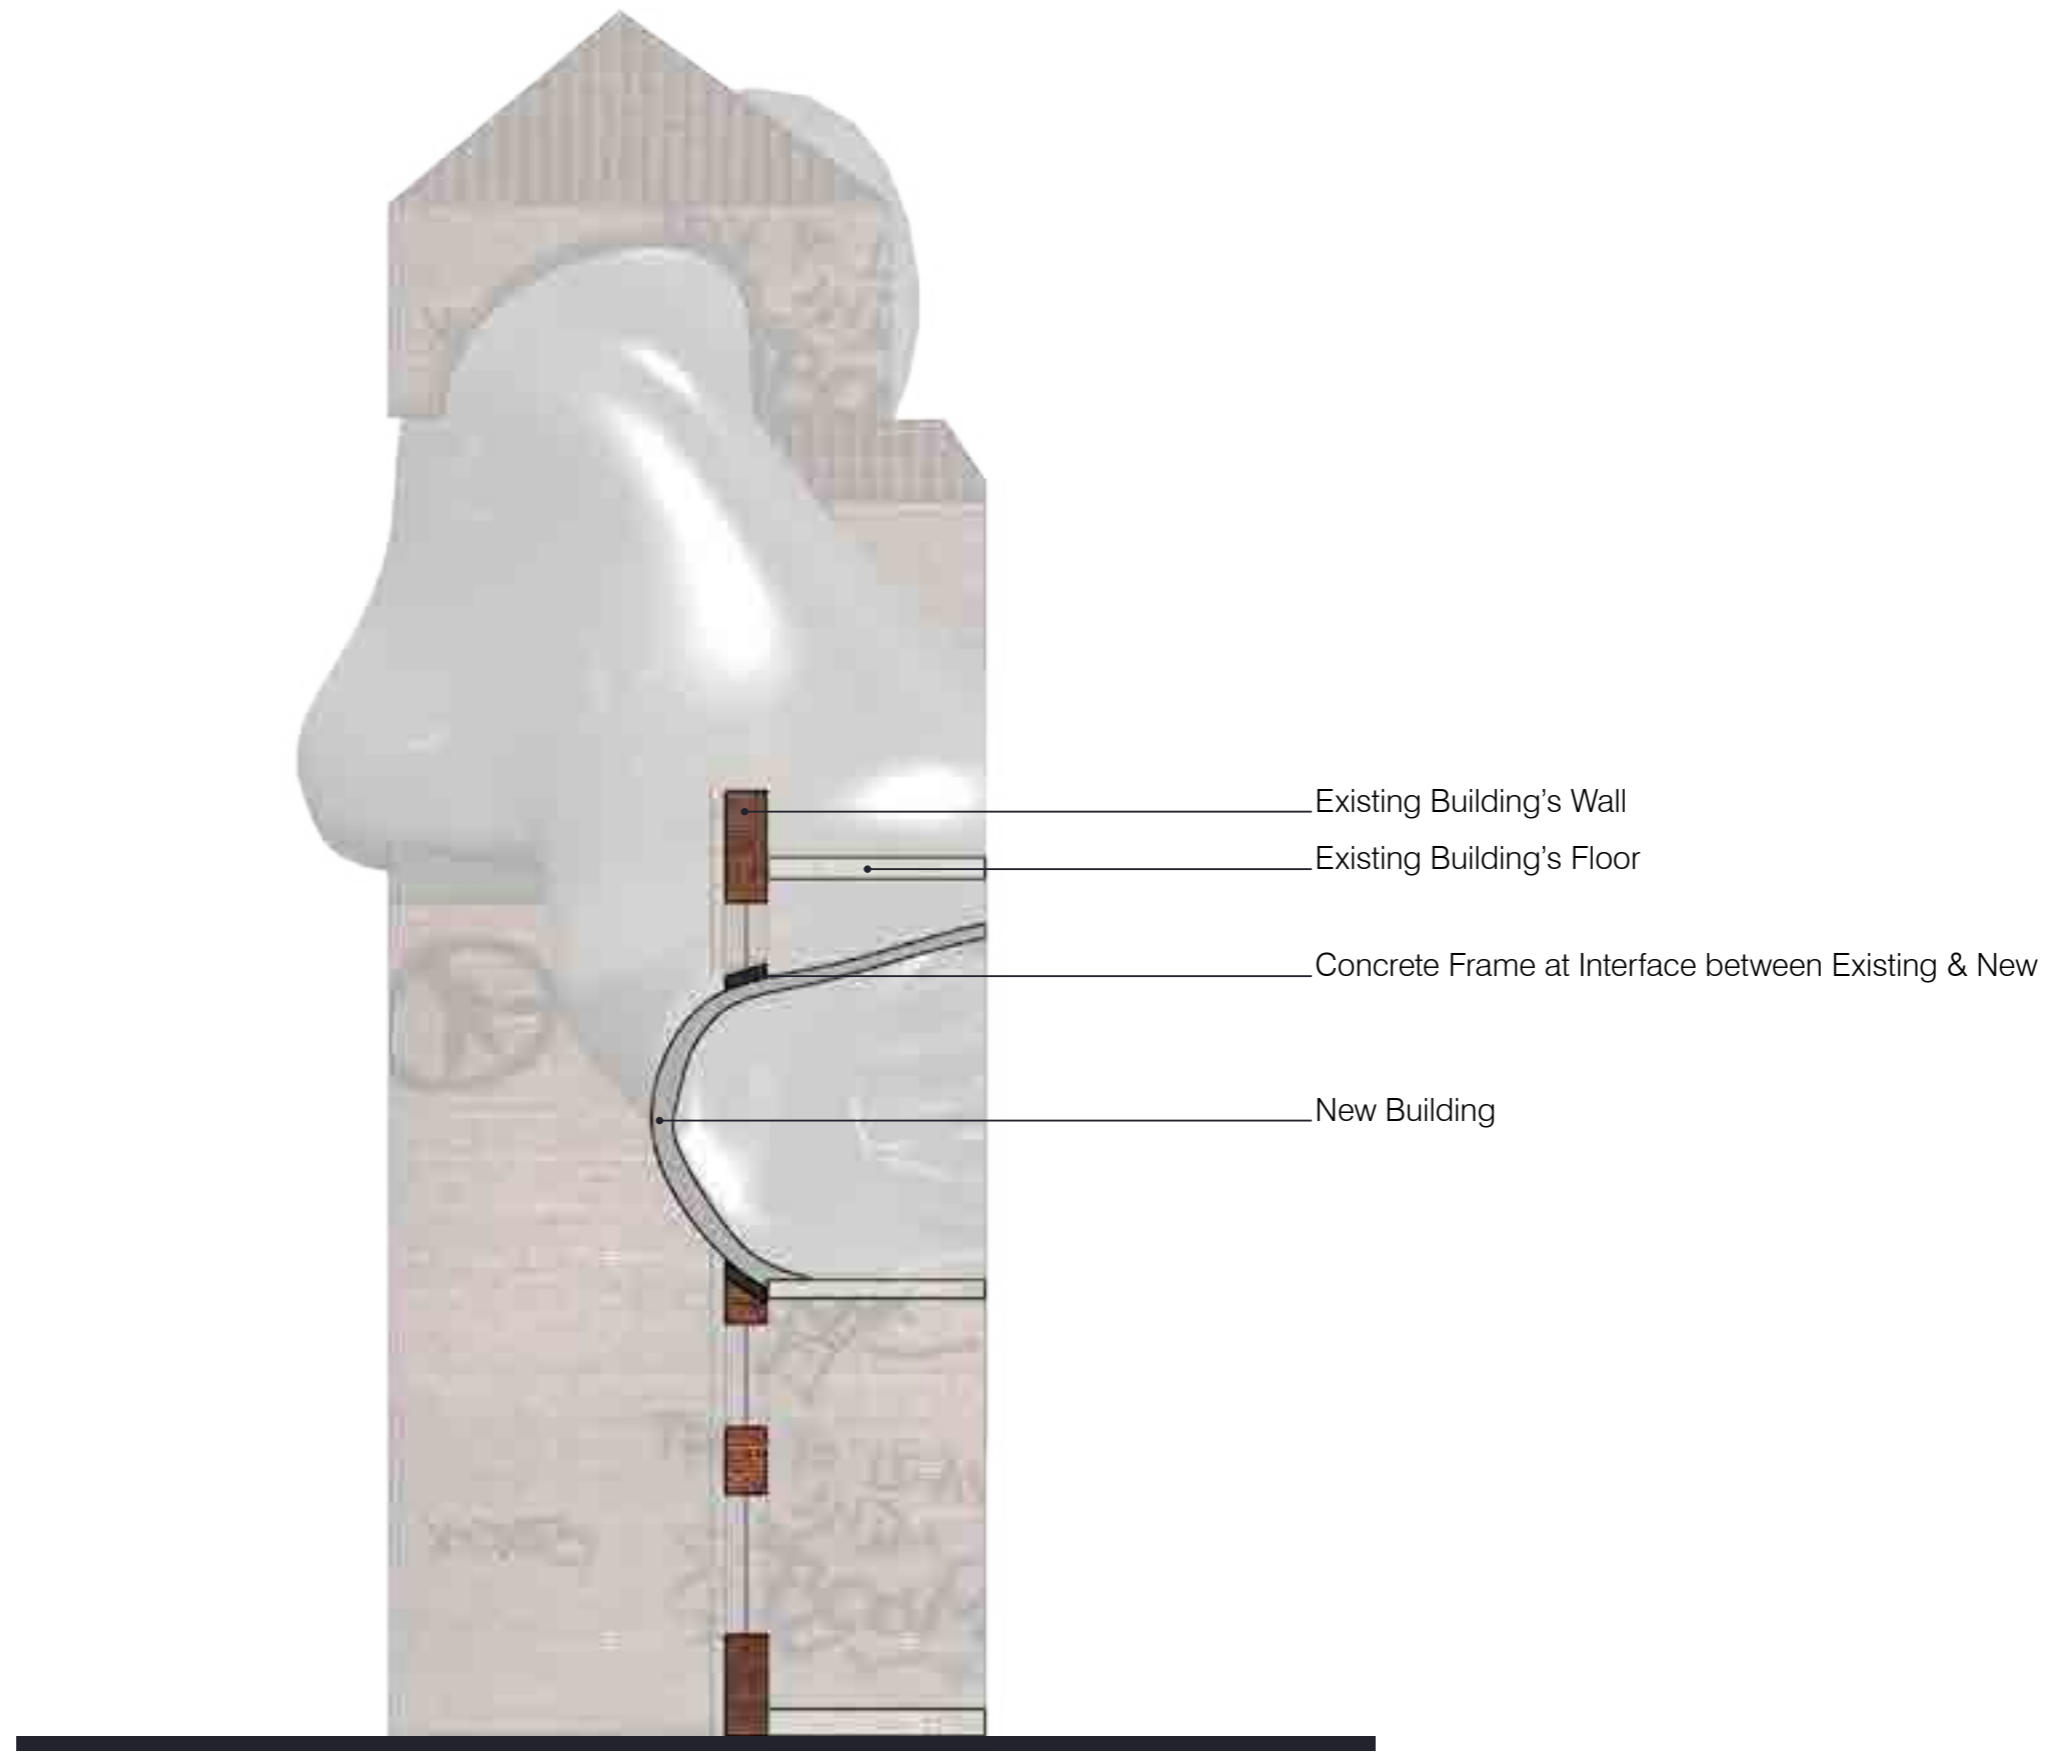 Existing Building’s Wall
Existing Building’s Floor
Concrete Frame at Interface between Existing & New
New Building